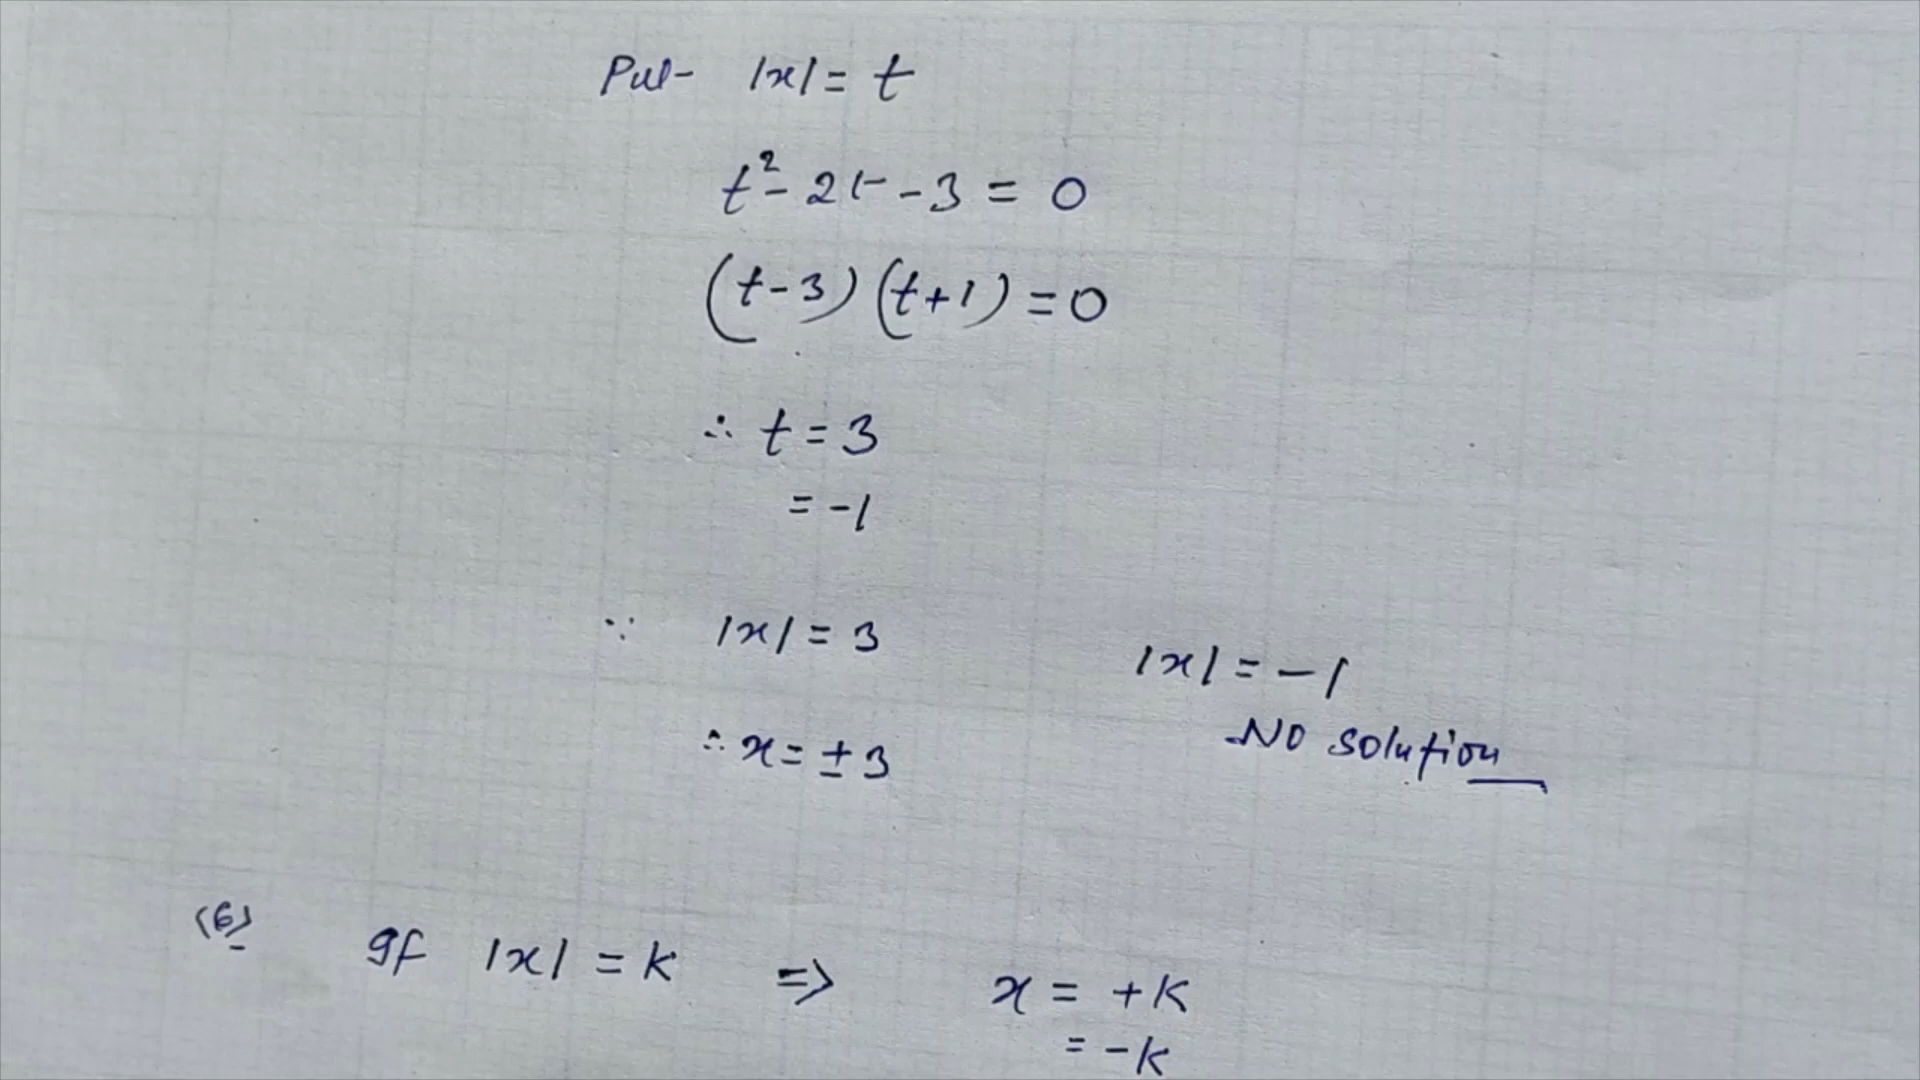 Put |x| = t
t² - 2t - 3 = 0
(t-3) (t+1) = 0
∴ t = 3
= -1
∵ |x| = 3 |x| = -1
∴ x = ± 3 No solution
(6) If |x| = k => x = +k
= -k